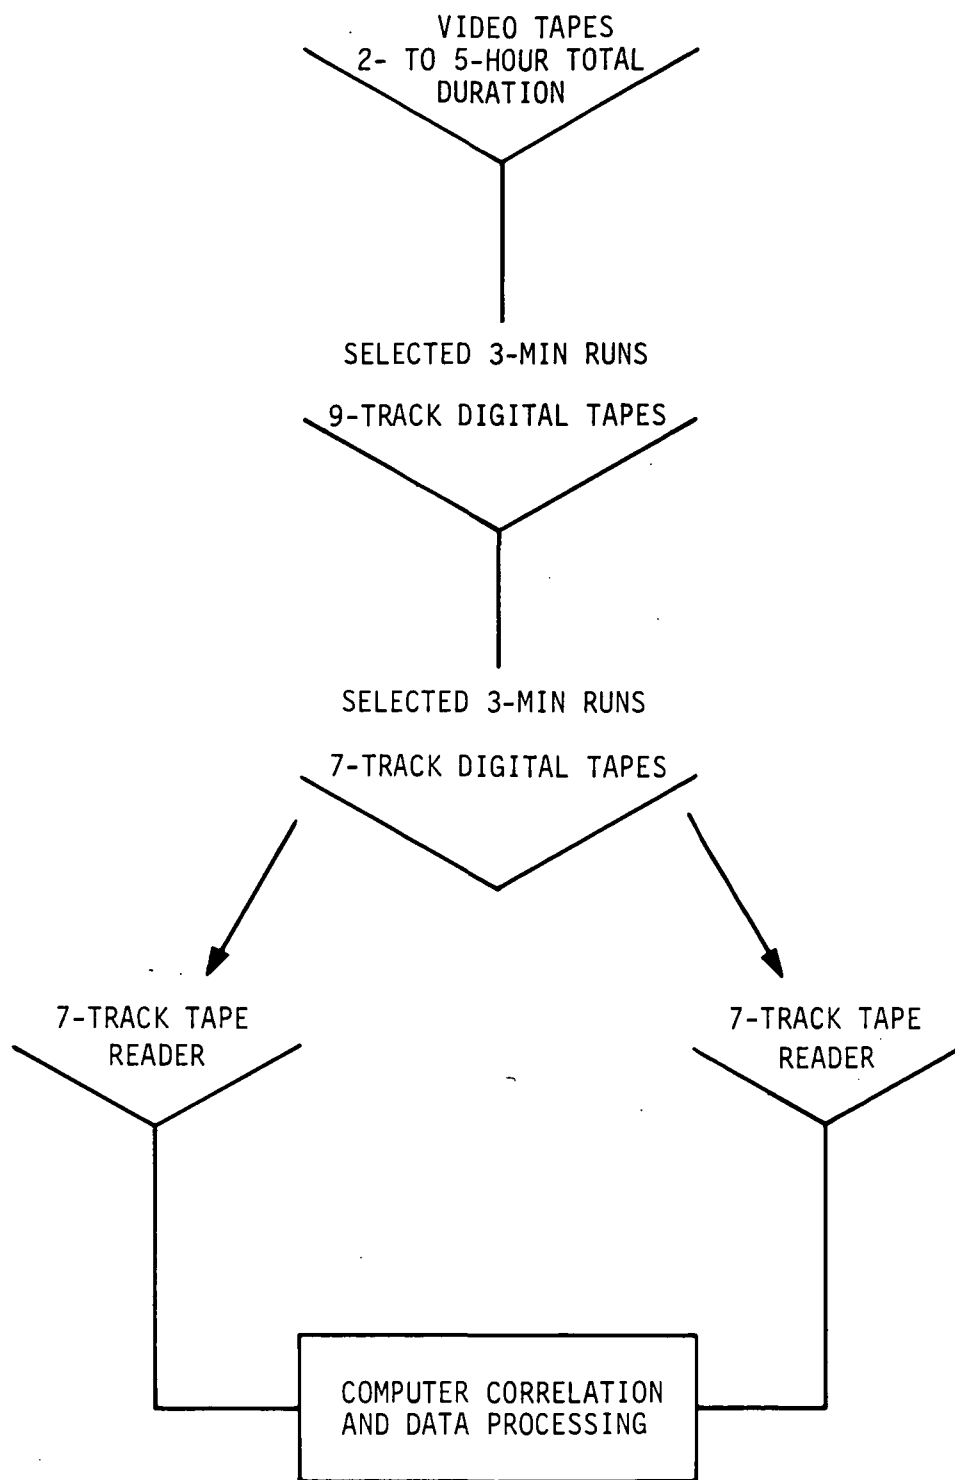 VIDEO TAPES
2- TO 5-HOUR TOTAL
DURATION
SELECTED 3-MIN RUNS
9-TRACK DIGITAL TAPES
SELECTED 3-MIN RUNS
7-TRACK DIGITAL TAPES
7-TRACK TAPE
READER
7-TRACK TAPE
READER
COMPUTER CORRELATION
AND DATA PROCESSING